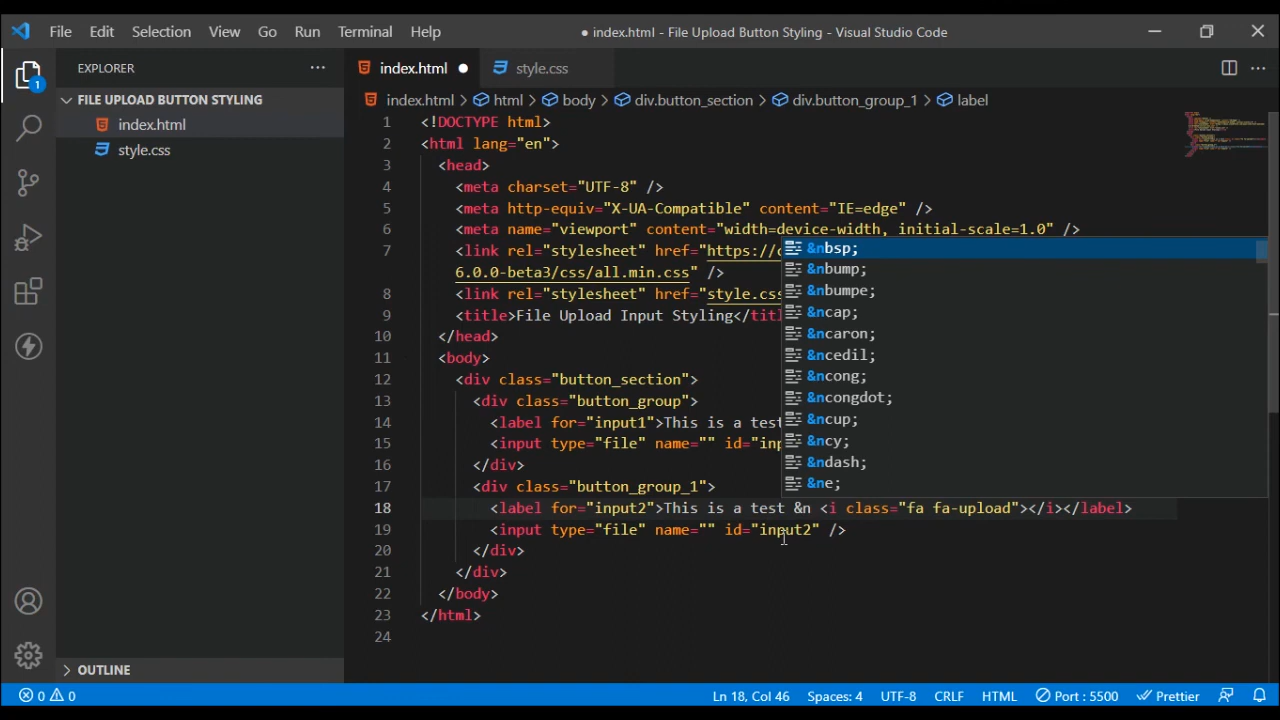 File Edit Selection View Go Run Terminal Help ● index.html - File Upload Button Styling - Visual Studio Code
EXPLORER ··· index.html ● style.css ···
FILE UPLOAD BUTTON STYLING
index.html > html > body > div.button_section > div.button_group_1 > label
index.html
style.css
1
1 <!DOCTYPE html>
2 <html lang="en">
3 <head>
4 <meta charset="UTF-8" />
5 <meta http-equiv="X-UA-Compatible" content="IE=edge" />
6 <meta name="viewport" content="width=device-width, initial-scale=1.0" />
7 <link rel="stylesheet" href="https://
6.0.0-beta3/css/all.min.css" />
8 <link rel="stylesheet" href="style.css
9 <title>File Upload Input Styling</tit
10 </head>
11 <body>
12 <div class="button_section">
13 <div class="button_group">
14 <label for="input1">This is a test
15 <input type="file" name="" id="inp
16 </div>
17 <div class="button_group_1">
18 <label for="input2">This is a test &n <i class="fa fa-upload"></i></label>
19 <input type="file" name="" id="input2" />
20 </div>
21 </div>
22 </body>
23 </html>
24
&nbsp;
&nbump;
&nbumpe;
&ncap;
&ncaron;
&ncedil;
&ncong;
&ncongdot;
&ncup;
&ncy;
&ndash;
&ne;
OUTLINE
0 0 Ln 18, Col 46 Spaces: 4 UTF-8 CRLF HTML Port : 5500 Prettier